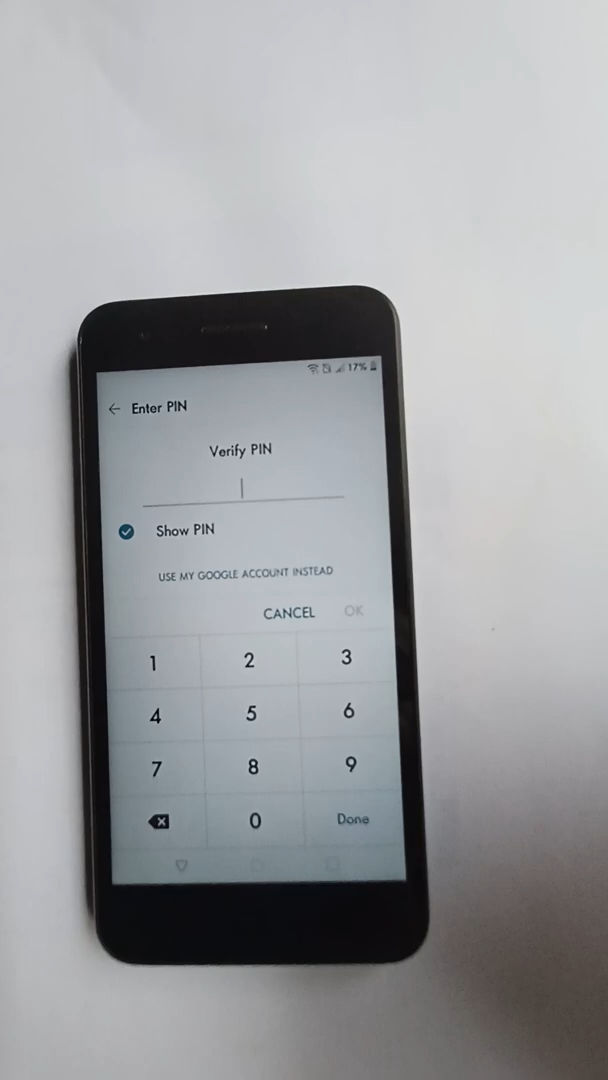 17%
Enter PIN
Verify PIN
Show PIN
USE MY GOOGLE ACCOUNT INSTEAD
CANCEL OK
1 2 3
4 5 6
7 8 9
0 Done